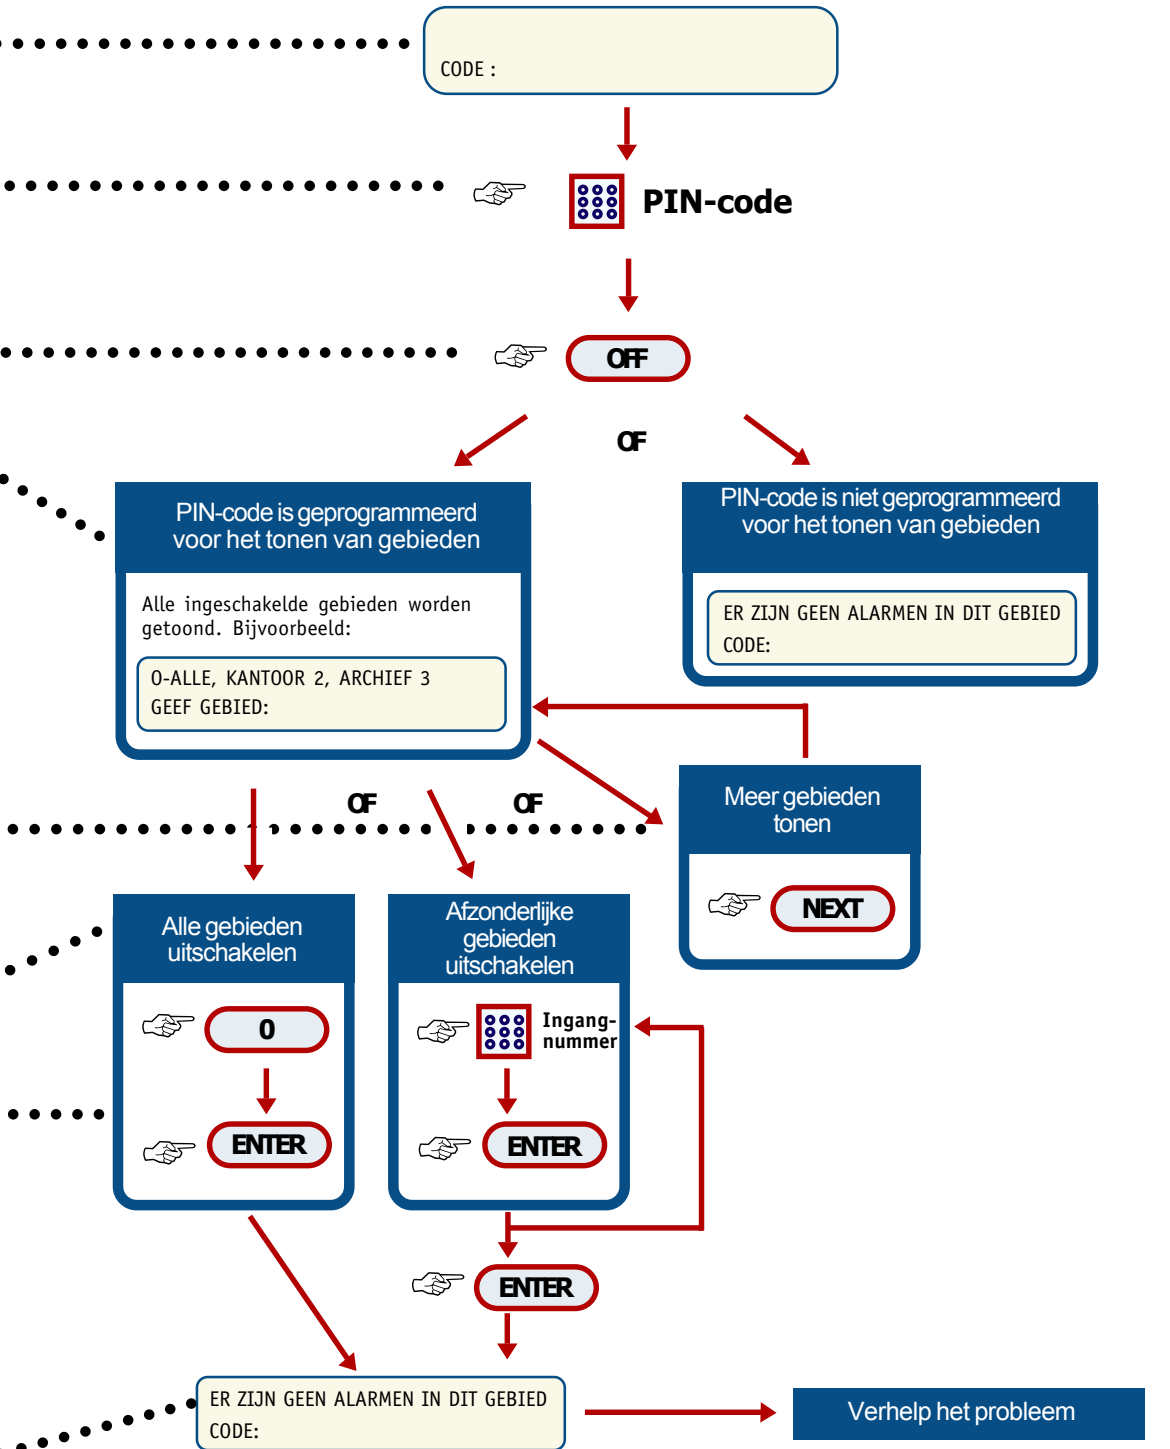 CODE :
PIN-code
OFF
OF
PIN-code is geprogrammeerd
voor het tonen van gebieden
Alle ingeschakelde gebieden worden
getoond. Bijvoorbeeld:
0-ALLE, KANTOOR 2, ARCHIEF 3
GEEF GEBIED:
PIN-code is niet geprogrammeerd
voor het tonen van gebieden
ER ZIJN GEEN ALARMEN IN DIT GEBIED
CODE:
OF
OF
Meer gebieden
tonen
NEXT
Alle gebieden
uitschakelen
0
ENTER
Afzonderlijke
gebieden
uitschakelen
Ingang-
nummer
ENTER
ENTER
ER ZIJN GEEN ALARMEN IN DIT GEBIED
CODE:
Verhelp het probleem